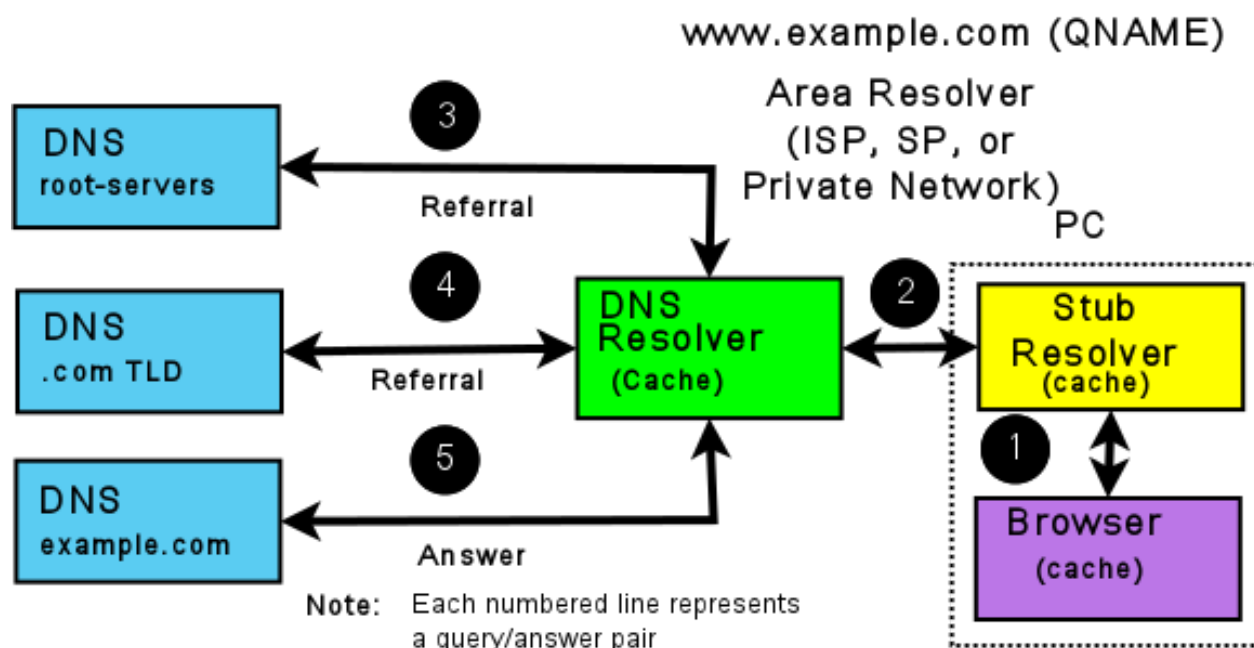 www.example.com (QNAME)
Area Resolver
(ISP, SP, or
Private Network)
PC
DNS
root-servers
3
Referral
DNS
.com TLD
4
Referral
DNS
Resolver
(Cache)
2
Stub
Resolver
(cache)
1
Browser
(cache)
DNS
example.com
5
Answer
Note: Each numbered line represents
a query/answer pair